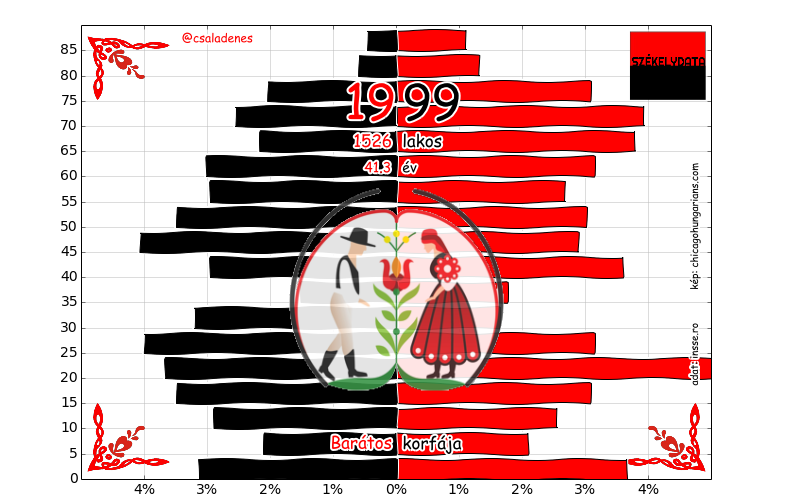 @csaladenes
SZÉKELYDATA
1999
1526 lakos
41.3 év
kép: chicagohungarians.com
adat: insse.ro
Barátos korfája
85
80
75
70
65
60
55
50
45
40
35
30
25
20
15
10
5
0
4% 3% 2% 1% 0% 1% 2% 3% 4%